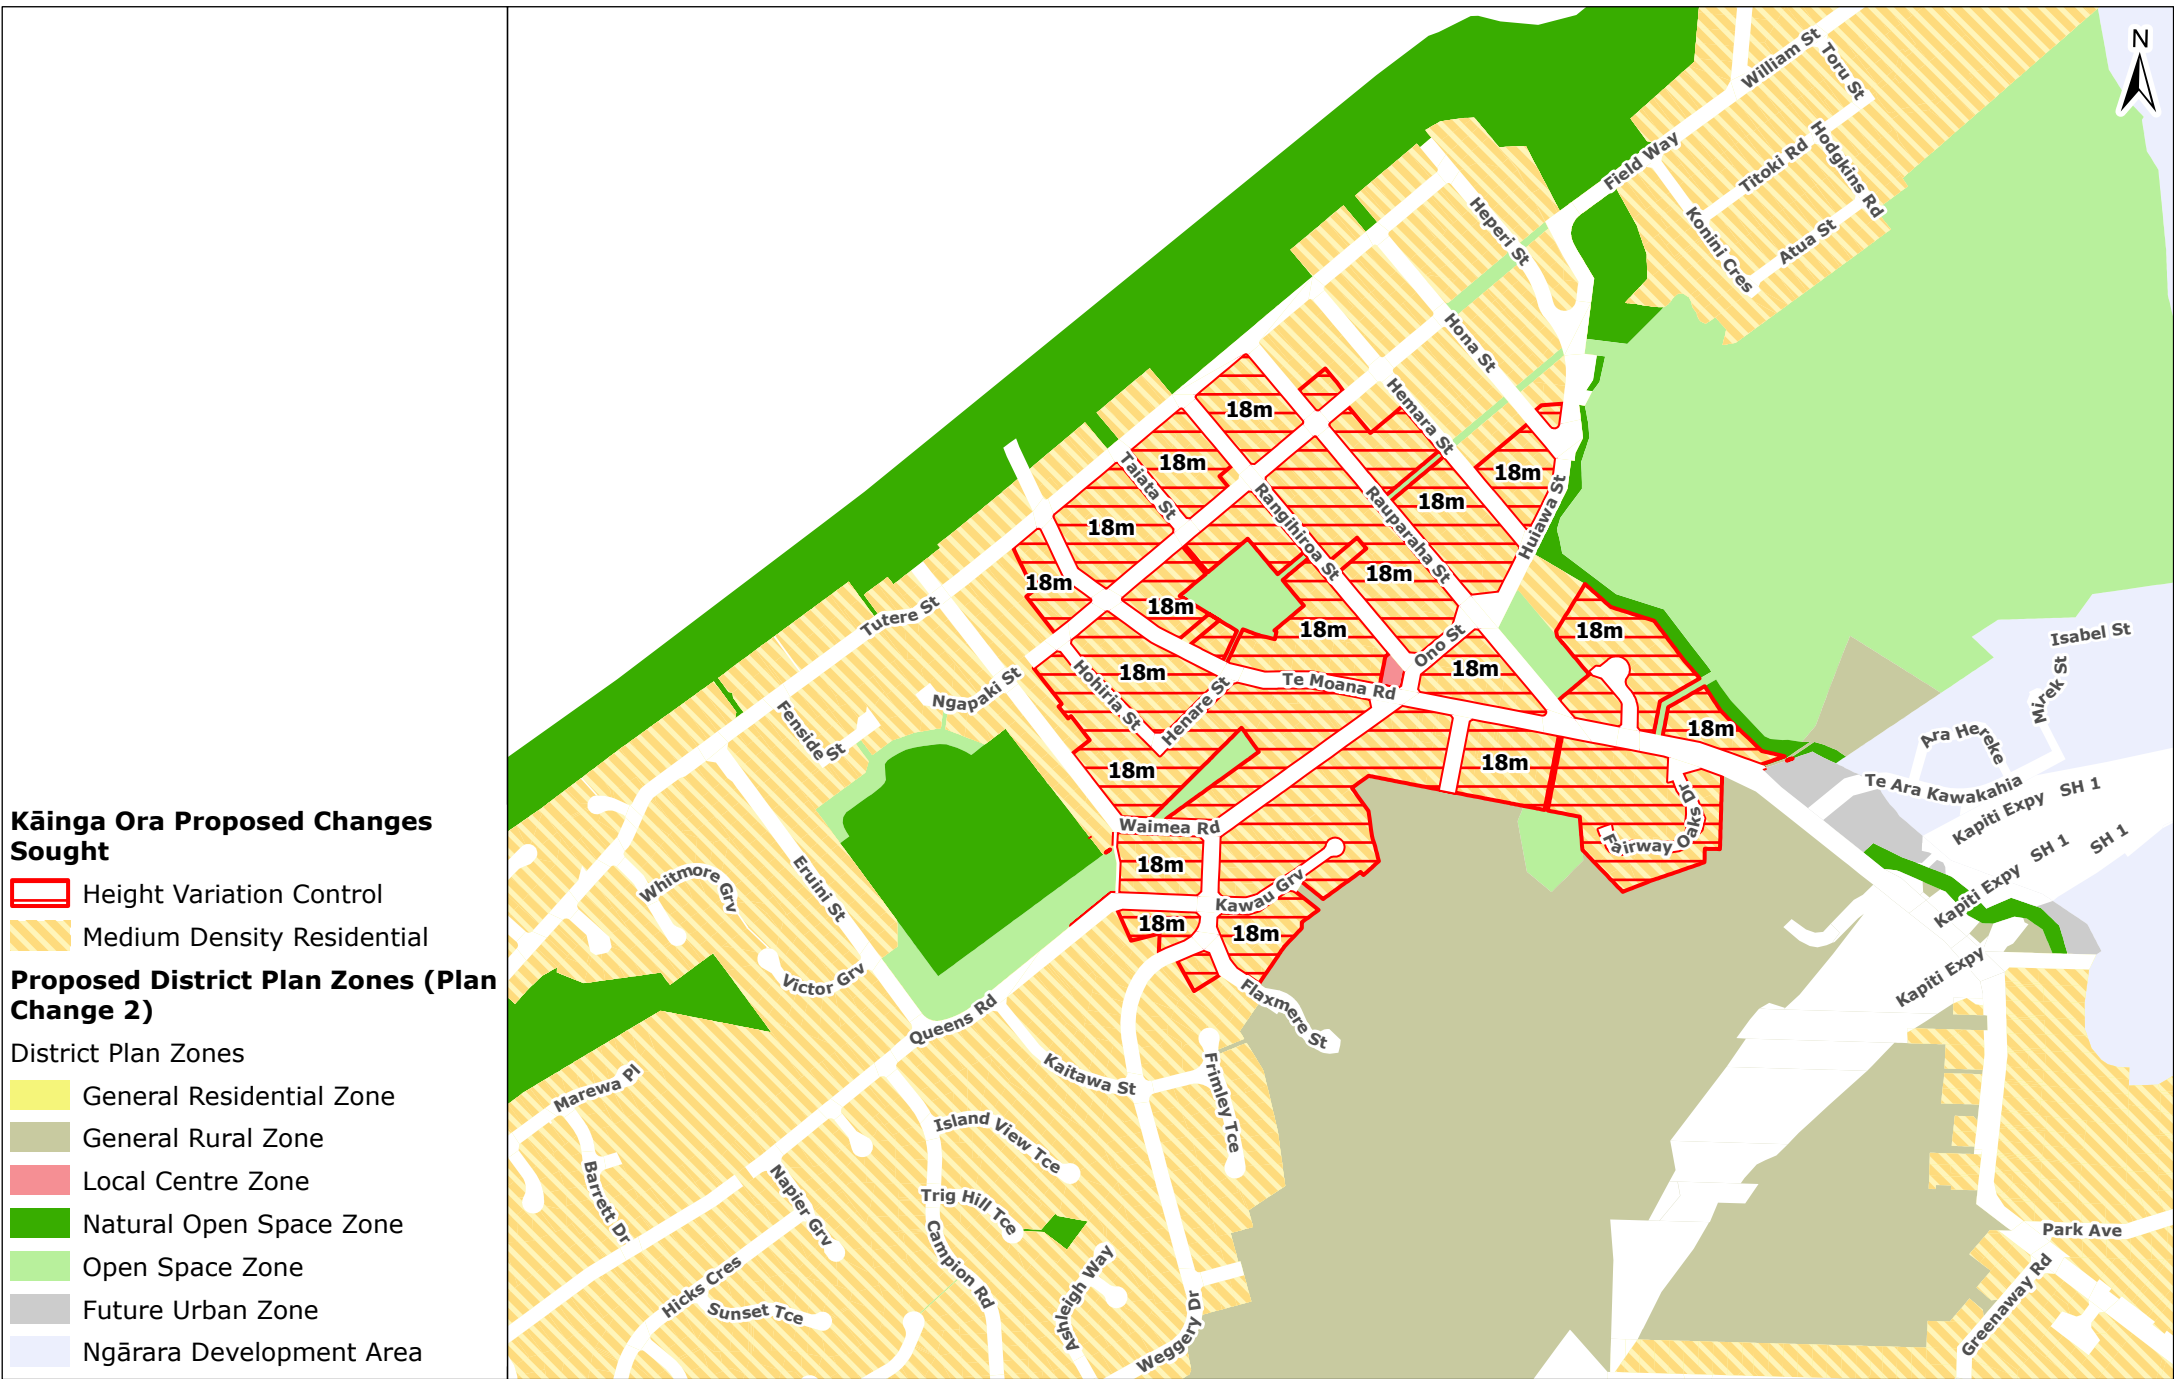 Kāinga Ora Proposed Changes
Sought
Height Variation Control
Medium Density Residential
Proposed District Plan Zones (Plan
Change 2)
District Plan Zones
General Residential Zone
General Rural Zone
Local Centre Zone
Natural Open Space Zone
Open Space Zone
Future Urban Zone
Ngārara Development Area
N
William St
Toru St
Field Way
Titoki Rd
Hodgkins Rd
Konini Cres
Atua St
Heperi St
Hona St
Hemara St
18m
18m
Taiata St
18m
18m
Rangihiroa St
Rauparaha St
18m
Huiawa St
18m
18m
18m
18m
Tutere St
18m
18m
Ono St
Isabel St
18m
18m
Hohiria St
Henare St
Te Moana Rd
Ngapaki St
Fenside St
Mirek St
18m
Ara Hereke
18m
18m
Te Ara Kawakahia
Kapiti Expy
SH 1
Fairway Oaks Dr
Waimea Rd
18m
SH 1
SH 1
Kapiti Expy
Whitmore Grv
Eruini St
Kawau Grv
18m
18m
Victor Grv
Kapiti Expy
Queens Rd
Flaxmere St
Marewa Pl
Kaitawa St
Frimley Tce
Island View Tce
Barrett Dr
Napier Grv
Trig Hill Tce
Campion Rd
Park Ave
Hicks Cres
Sunset Tce
Ashleigh Way
Weggery Dr
Greenaway Rd